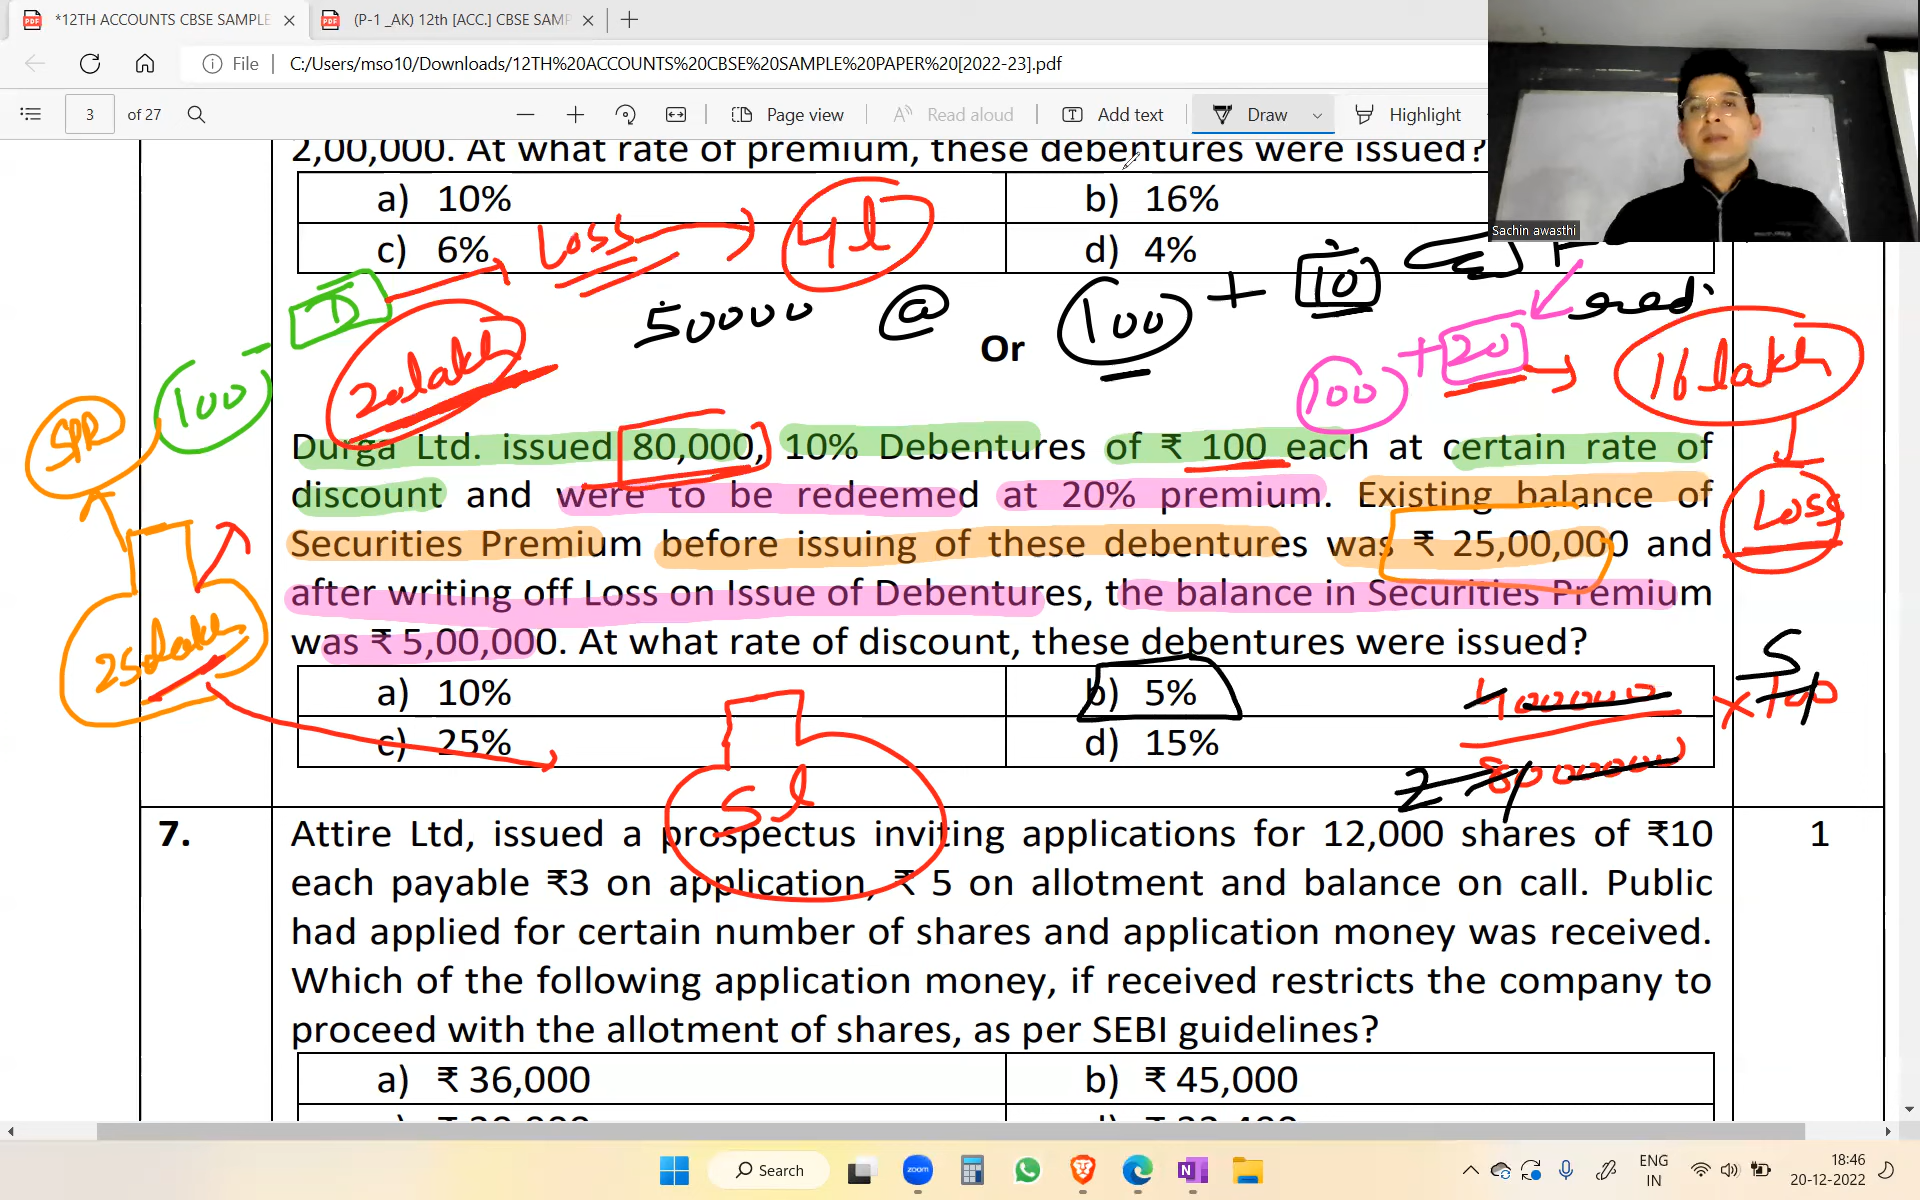 *12TH ACCOUNTS CBSE SAMPLE
(P-1 _AK) 12th [ACC.] CBSE SAMP
File
C:/Users/mso10/Downloads/12TH%20ACCOUNTS%20CBSE%20SAMPLE%20PAPER%20[2022-23].pdf
3 of 27
Page view
Read aloud
Add text
Draw
Highlight
Sachin awasthi
2,00,000. At what rate of premium, these debentures were issued?
a) 10%
b) 16%
c) 6%
d) 4%
Loss
4l
D
50000 @ 100 + 10
Or
100 -
20 lakh
100 + 20
16 lakh
Loss
SPR
25 lakh
Durga Ltd. issued 80,000, 10% Debentures of ₹ 100 each at certain rate of
discount and were to be redeemed at 20% premium. Existing balance of
Securities Premium before issuing of these debentures was ₹ 25,00,000 and
after writing off Loss on Issue of Debentures, the balance in Securities Premium
was ₹ 5,00,000. At what rate of discount, these debentures were issued?
a) 10%
b) 5%
c) 25%
d) 15%
400000
8000000
x 100
5
2
5l
7.
Attire Ltd, issued a prospectus inviting applications for 12,000 shares of ₹10
each payable ₹3 on application, ₹ 5 on allotment and balance on call. Public
had applied for certain number of shares and application money was received.
Which of the following application money, if received restricts the company to
proceed with the allotment of shares, as per SEBI guidelines?
1
a) ₹ 36,000
b) ₹ 45,000
Search
zoom
ENG
IN
18:46
20-12-2022